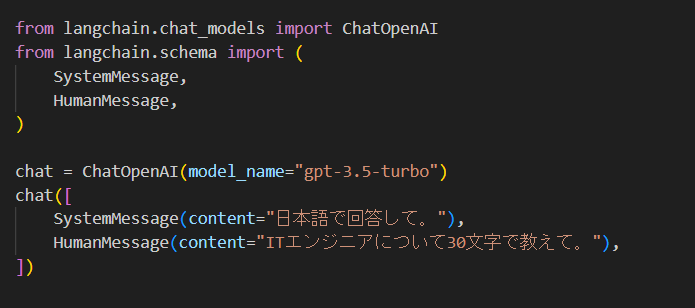 from langchain.chat_models import ChatOpenAI
from langchain.schema import (
    SystemMessage,
    HumanMessage,
)

chat = ChatOpenAI(model_name="gpt-3.5-turbo")
chat([
    SystemMessage(content="日本語で回答して。"),
    HumanMessage(content="ITエンジニアについて30文字で教えて。"),
])